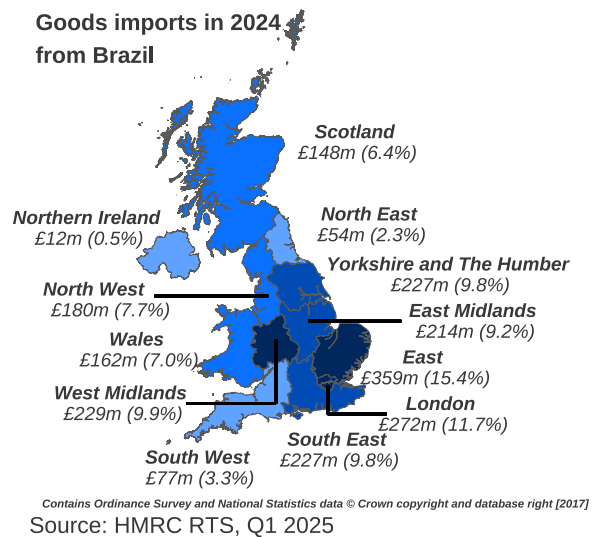 Goods imports in 2024
from Brazil
Scotland
£148m (6.4%)
Northern Ireland
£12m (0.5%)
North East
£54m (2.3%)
Yorkshire and The Humber
£227m (9.8%)
North West
£180m (7.7%)
East Midlands
£214m (9.2%)
Wales
£162m (7.0%)
East
£359m (15.4%)
West Midlands
£229m (9.9%)
London
£272m (11.7%)
South East
£227m (9.8%)
South West
£77m (3.3%)
Contains Ordinance Survey and National Statistics data © Crown copyright and database right [2017]
Source: HMRC RTS, Q1 2025